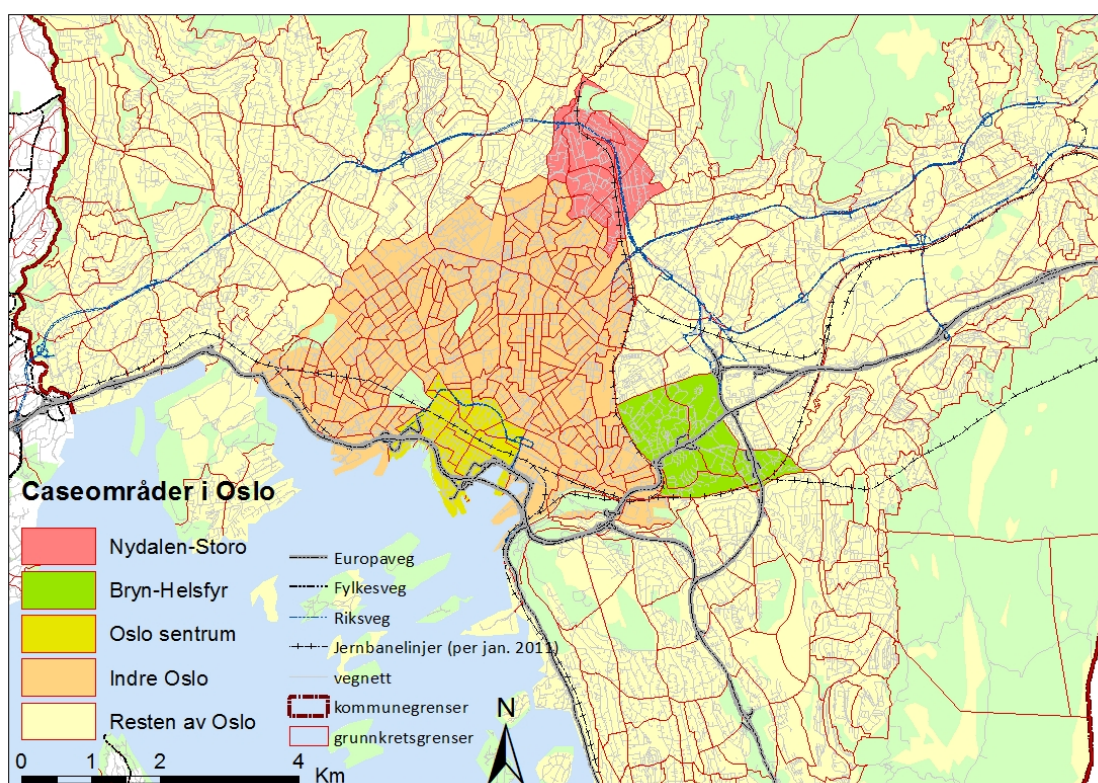 Caseområder i Oslo
Nydalen-Storo
Bryn-Helsfyr
Oslo sentrum
Indre Oslo
Resten av Oslo
Europaveg
Fylkesveg
Riksveg
Jernbanelinjer (per jan. 2011)
vegnett
kommunegrenser
grunnkretsgrenser
N
0 1 2 4
Km